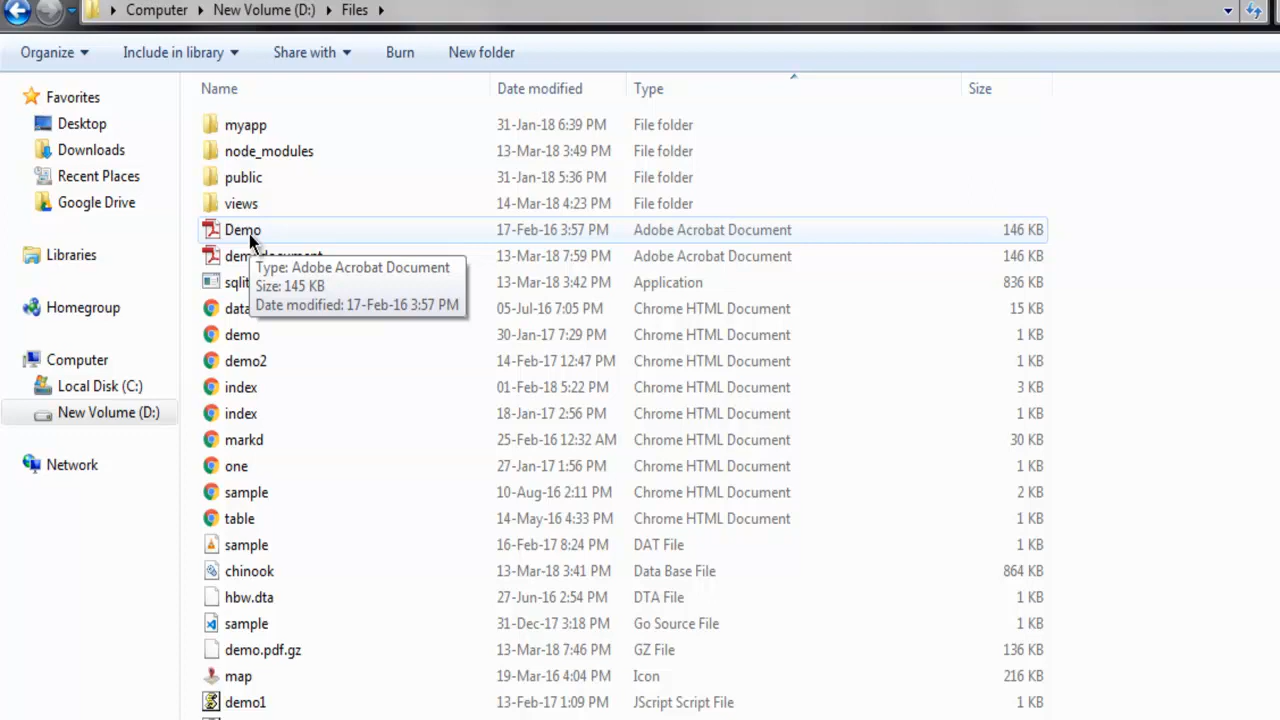 Computer New Volume (D:) Files
Organize Include in library Share with Burn New folder
Name Date modified Type Size
Favorites
Desktop
Downloads
Recent Places
Google Drive
Libraries
Homegroup
Computer
Local Disk (C:)
New Volume (D:)
Network
myapp 31-Jan-18 6:39 PM File folder
node_modules 13-Mar-18 3:49 PM File folder
public 31-Jan-18 5:36 PM File folder
views 14-Mar-18 4:23 PM File folder
Demo 17-Feb-16 3:57 PM Adobe Acrobat Document 146 KB
13-Mar-18 7:59 PM Adobe Acrobat Document 146 KB
Type: Adobe Acrobat Document
Size: 145 KB
Date modified: 17-Feb-16 3:57 PM
sqlit 13-Mar-18 3:42 PM Application 836 KB
data 05-Jul-16 7:05 PM Chrome HTML Document 15 KB
demo 30-Jan-17 7:29 PM Chrome HTML Document 1 KB
demo2 14-Feb-17 12:47 PM Chrome HTML Document 1 KB
index 01-Feb-18 5:22 PM Chrome HTML Document 3 KB
index 18-Jan-17 2:56 PM Chrome HTML Document 1 KB
markd 25-Feb-16 12:32 AM Chrome HTML Document 30 KB
one 27-Jan-17 1:56 PM Chrome HTML Document 1 KB
sample 10-Aug-16 2:11 PM Chrome HTML Document 2 KB
table 14-May-16 4:33 PM Chrome HTML Document 1 KB
sample 16-Feb-17 8:24 PM DAT File 1 KB
chinook 13-Mar-18 3:41 PM Data Base File 864 KB
hbw.dta 27-Jun-16 2:54 PM DTA File 1 KB
sample 31-Dec-17 3:18 PM Go Source File 1 KB
demo.pdf.gz 13-Mar-18 7:46 PM GZ File 136 KB
map 19-Mar-16 4:04 PM Icon 216 KB
demo1 13-Feb-17 1:09 PM JScript Script File 1 KB